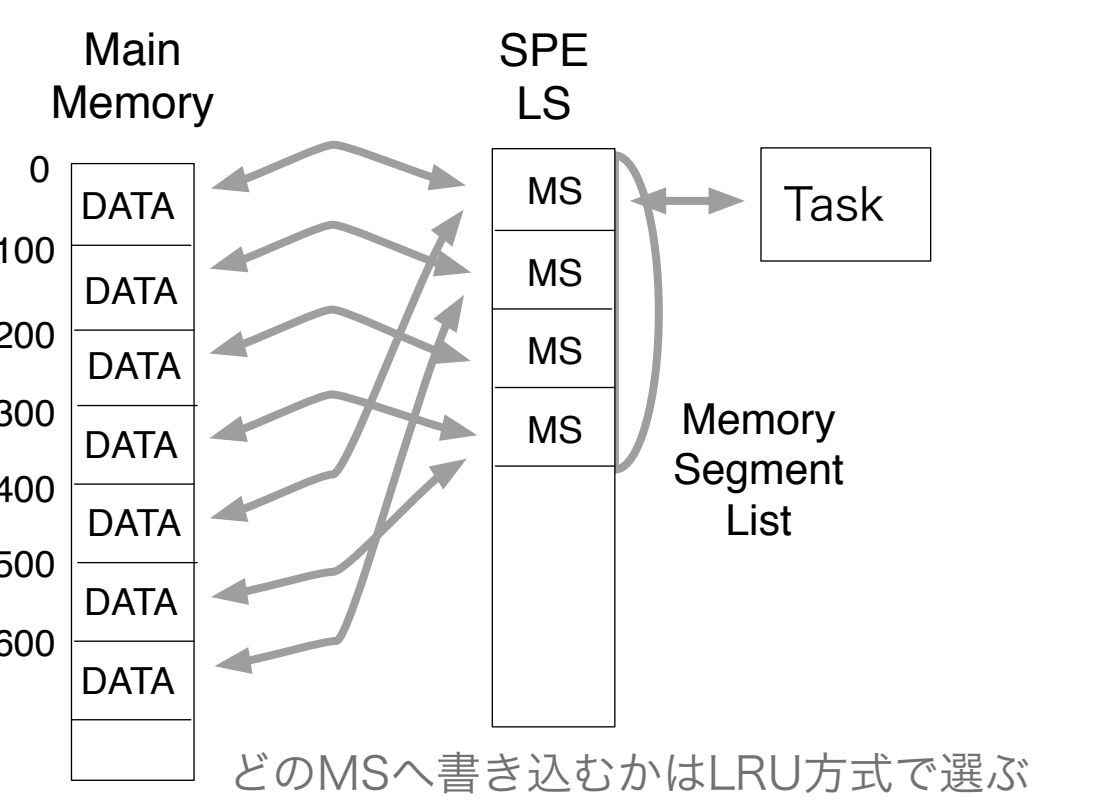 Main
Memory
SPE
LS
0
DATA
100
DATA
200
DATA
300
DATA
400
DATA
500
DATA
600
DATA
MS
MS
MS
MS
Task
Memory
Segment
List
どのMSへ書き込むかはLRU方式で選ぶ